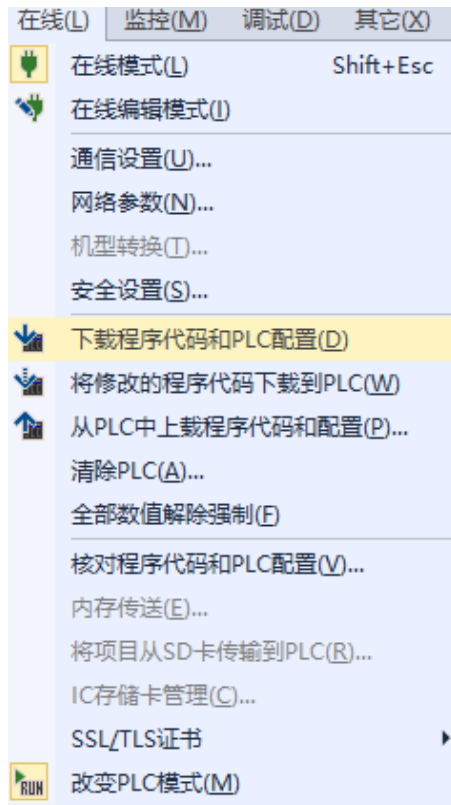 在线(L) 监控(M) 调试(D) 其它(X)
在线模式(L) Shift+Esc
在线编辑模式(I)
通信设置(U)...
网络参数(N)...
机型转换(T)...
安全设置(S)...
下载程序代码和PLC配置(D)
将修改的程序代码下载到PLC(W)
从PLC中上载程序代码和配置(P)...
清除PLC(A)...
全部数值解除强制(F)
核对程序代码和PLC配置(V)...
内存传送(E)...
将项目从SD卡传输到PLC(R)...
IC存储卡管理(C)...
SSL/TLS证书
RUN 改变PLC模式(M)